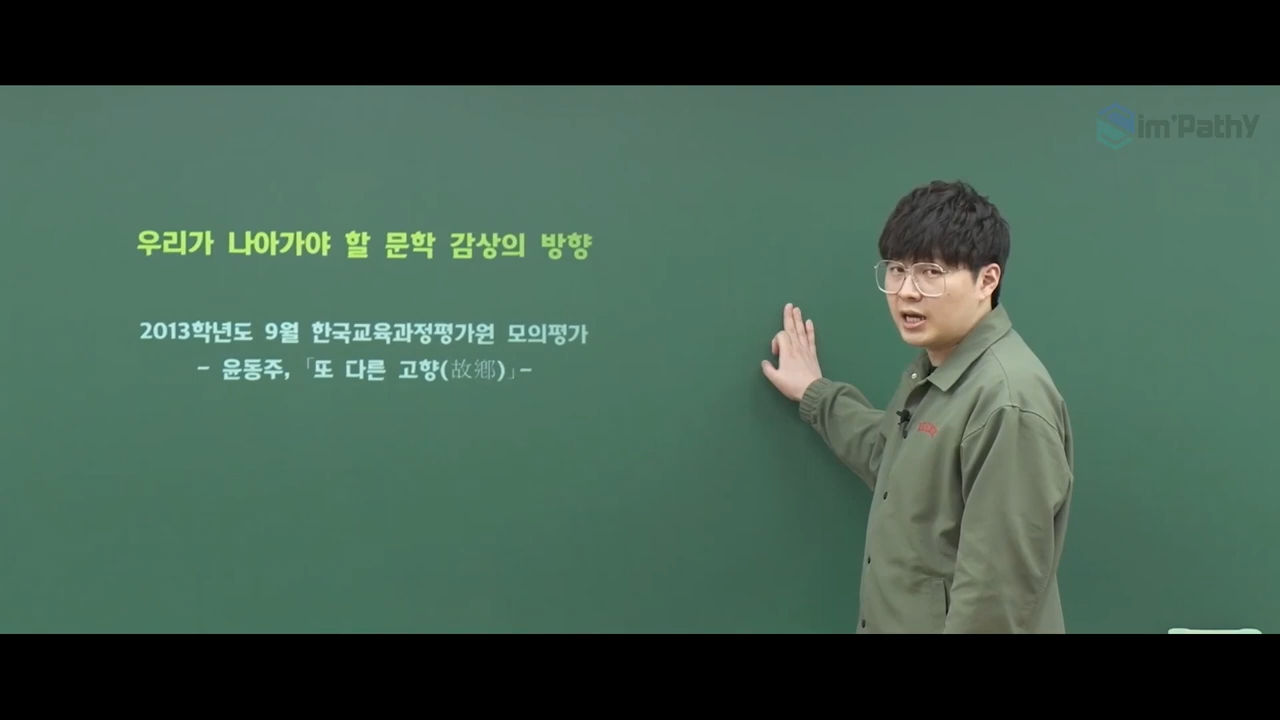 im'PathY
우리가 나아가야 할 문학 감상의 방향
2013학년도 9월 한국교육과정평가원 모의평가
- 윤동주, 「또 다른 고향(故鄕)」-